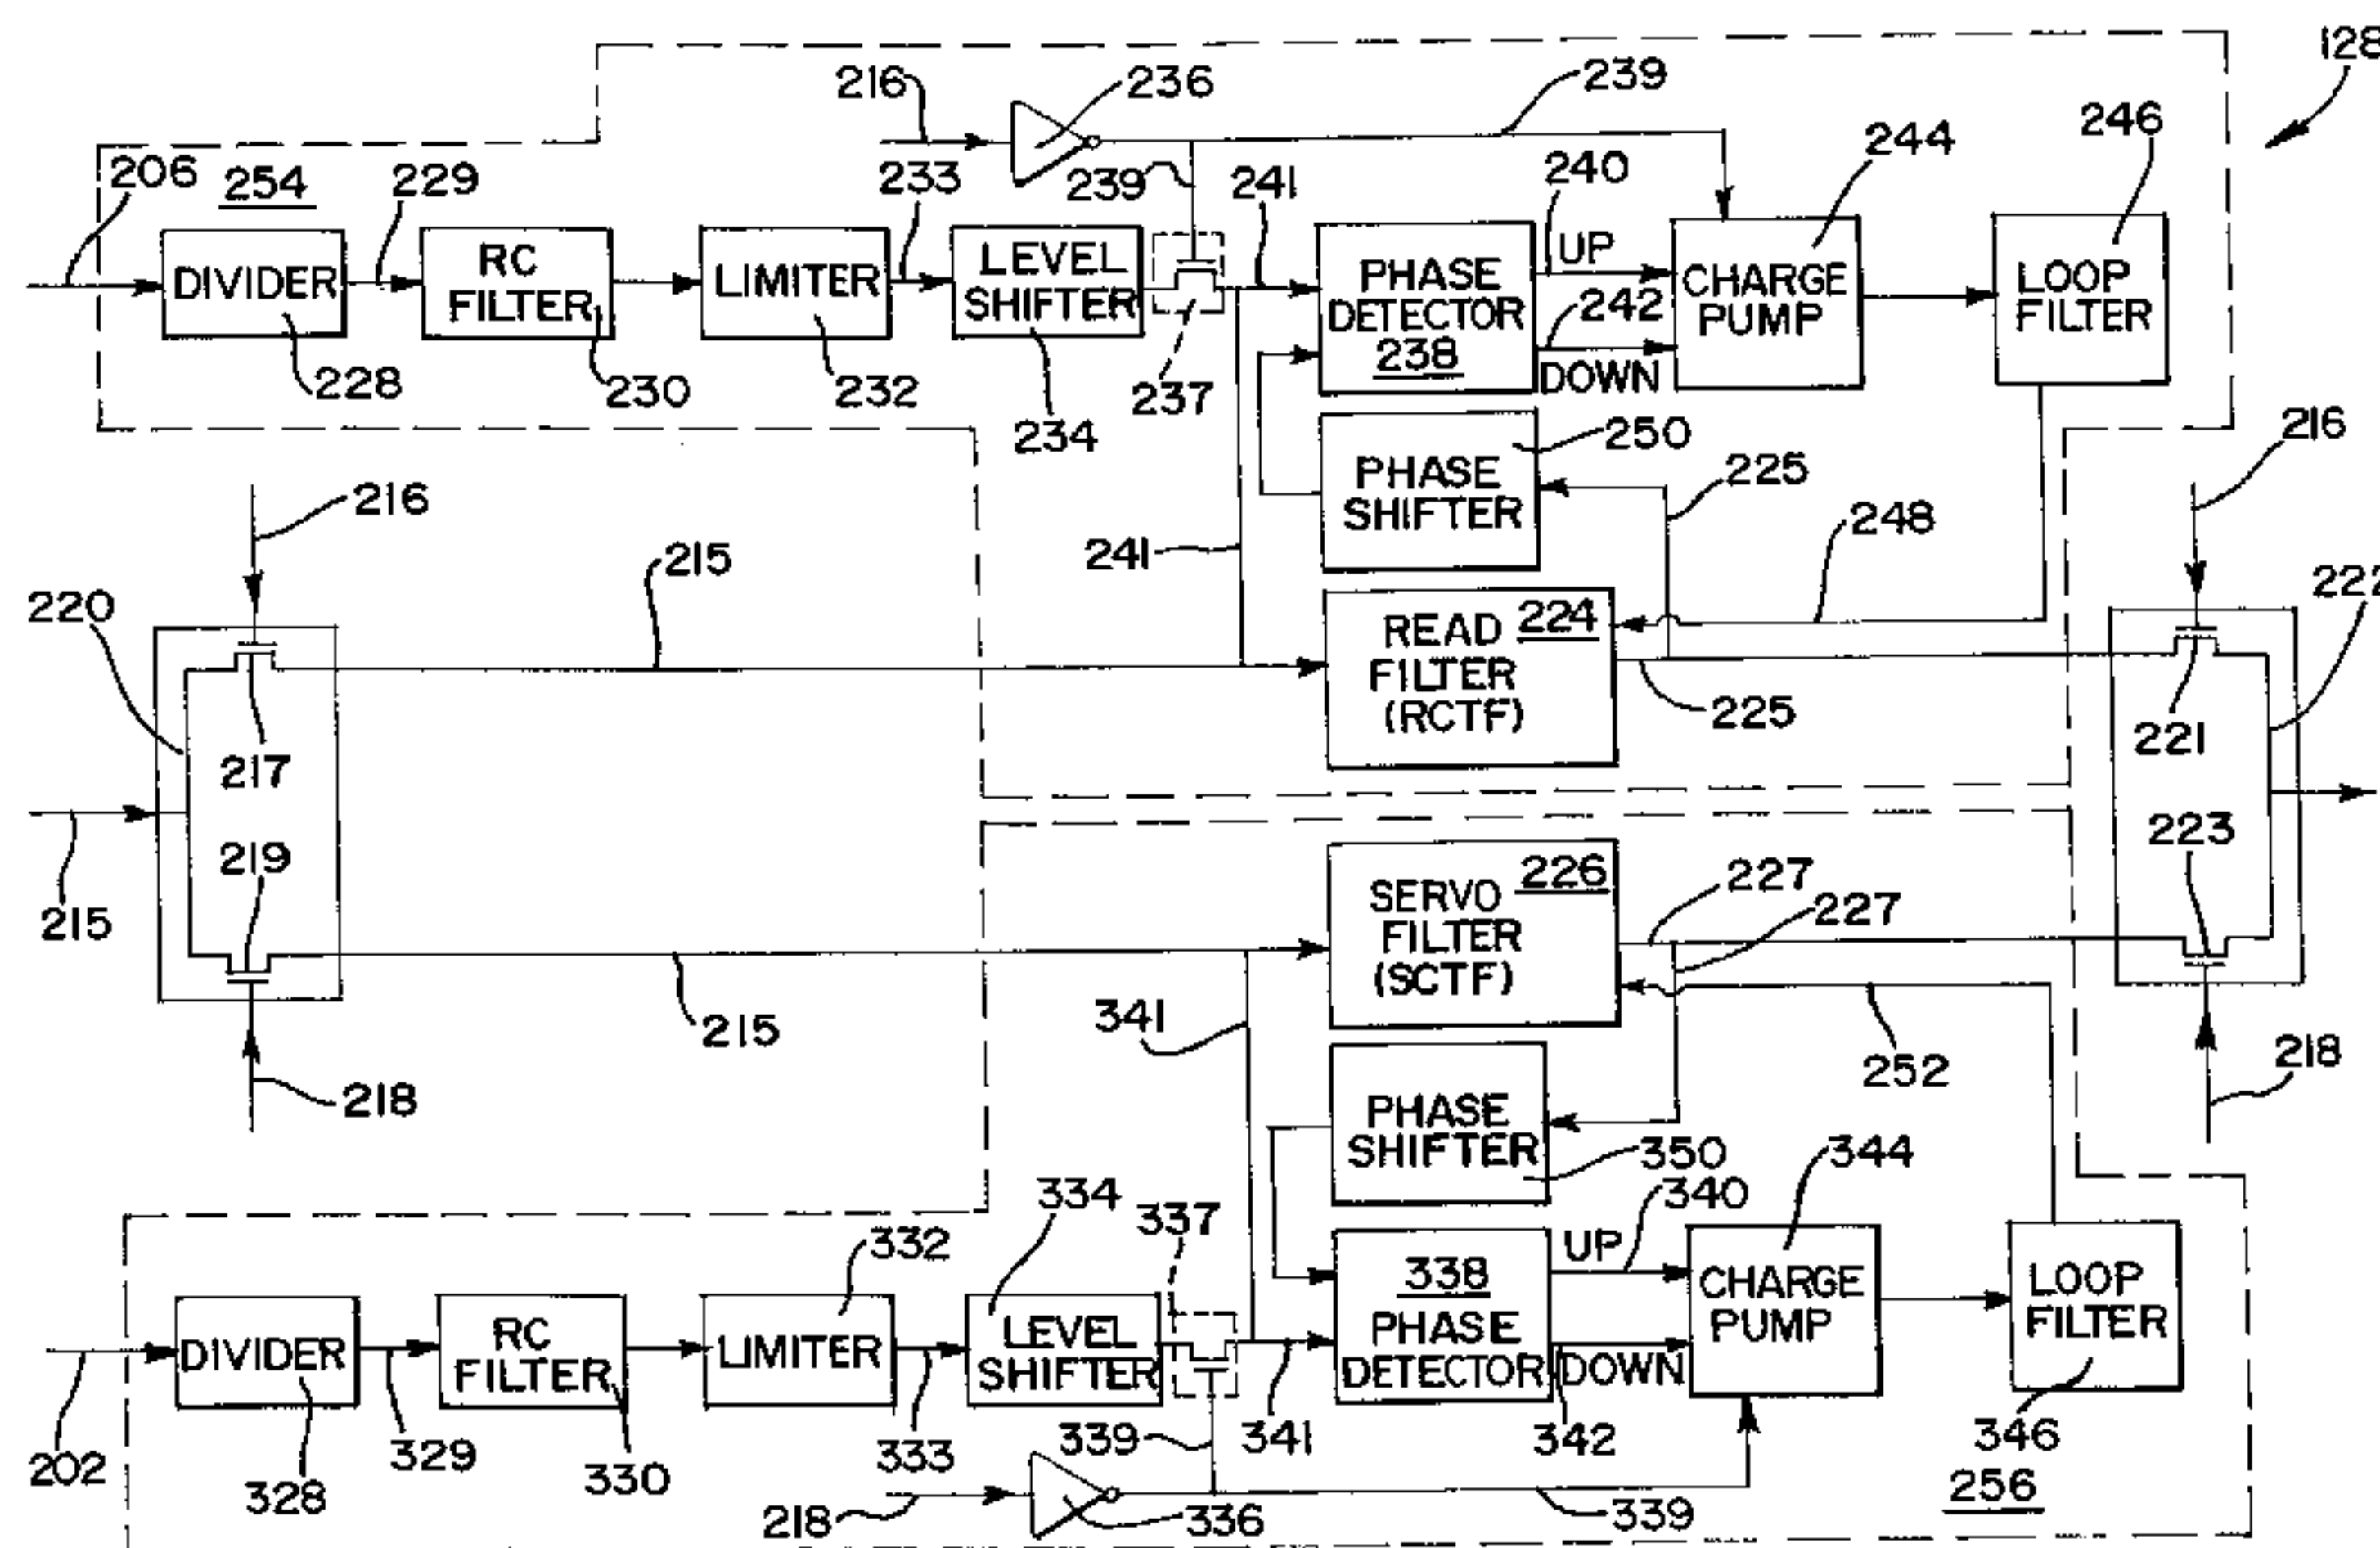 128
216
236
239
246
244
206
254
229
233
239
241
240
UP
DIVIDER
RC
FILTER
LIMITER
LEVEL
SHIFTER
PHASE
DETECTOR
238
CHARGE
PUMP
LOOP
FILTER
242
DOWN
228
230
232
237
234
250
216
PHASE
SHIFTER
225
216
248
215
241
220
222
READ 224
FILTER
(RCTF)
225
221
217
219
223
226
SERVO
FILTER
(SCTF)
227
227
215
215
341
252
218
218
PHASE
SHIFTER
350
344
334
337
340
332
UP
338
PHASE
DETECTOR
CHARGE
PUMP
LOOP
FILTER
DIVIDER
RC
FILTER
LIMITER
LEVEL
SHIFTER
DOWN
202
329
333
339
341
342
346
328
330
256
218
336
339